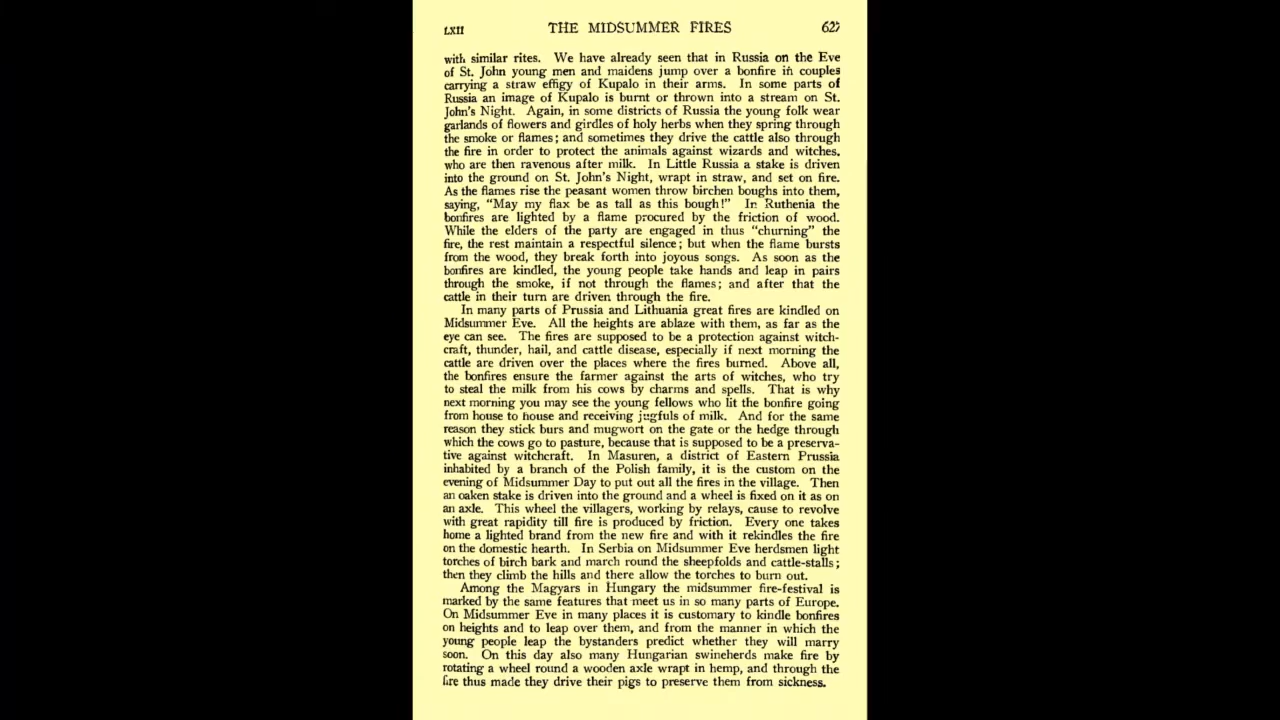 LXII THE MIDSUMMER FIRES 627
with similar rites. We have already seen that in Russia on the Eve
of St. John young men and maidens jump over a bonfire in couples
carrying a straw effigy of Kupalo in their arms. In some parts of
Russia an image of Kupalo is burnt or thrown into a stream on St.
John's Night. Again, in some districts of Russia the young folk wear
garlands of flowers and girdles of holy herbs when they spring through
the smoke or flames; and sometimes they drive the cattle also through
the fire in order to protect the animals against wizards and witches,
who are then ravenous after milk. In Little Russia a stake is driven
into the ground on St. John's Night, wrapt in straw, and set on fire.
As the flames rise the peasant women throw birchen boughs into them,
saying, "May my flax be as tall as this bough!" In Ruthenia the
bonfires are lighted by a flame procured by the friction of wood.
While the elders of the party are engaged in thus "churning" the
fire, the rest maintain a respectful silence; but when the flame bursts
from the wood, they break forth into joyous songs. As soon as the
bonfires are kindled, the young people take hands and leap in pairs
through the smoke, if not through the flames; and after that the
cattle in their turn are driven through the fire.
In many parts of Prussia and Lithuania great fires are kindled on
Midsummer Eve. All the heights are ablaze with them, as far as the
eye can see. The fires are supposed to be a protection against witch-
craft, thunder, hail, and cattle disease, especially if next morning the
cattle are driven over the places where the fires burned. Above all,
the bonfires ensure the farmer against the arts of witches, who try
to steal the milk from his cows by charms and spells. That is why
next morning you may see the young fellows who lit the bonfire going
from house to house and receiving jugfuls of milk. And for the same
reason they stick burs and mugwort on the gate or the hedge through
which the cows go to pasture, because that is supposed to be a preserva-
tive against witchcraft. In Masuren, a district of Eastern Prussia
inhabited by a branch of the Polish family, it is the custom on the
evening of Midsummer Day to put out all the fires in the village. Then
an oaken stake is driven into the ground and a wheel is fixed on it as on
an axle. This wheel the villagers, working by relays, cause to revolve
with great rapidity till fire is produced by friction. Every one takes
home a lighted brand from the new fire and with it rekindles the fire
on the domestic hearth. In Serbia on Midsummer Eve herdsmen light
torches of birch bark and march round the sheepfolds and cattle-stalls;
then they climb the hills and there allow the torches to burn out.
Among the Magyars in Hungary the midsummer fire-festival is
marked by the same features that meet us in so many parts of Europe.
On Midsummer Eve in many places it is customary to kindle bonfires
on heights and to leap over them, and from the manner in which the
young people leap the bystanders predict whether they will marry
soon. On this day also many Hungarian swineherds make fire by
rotating a wheel round a wooden axle wrapt in hemp, and through the
fire thus made they drive their pigs to preserve them from sickness.